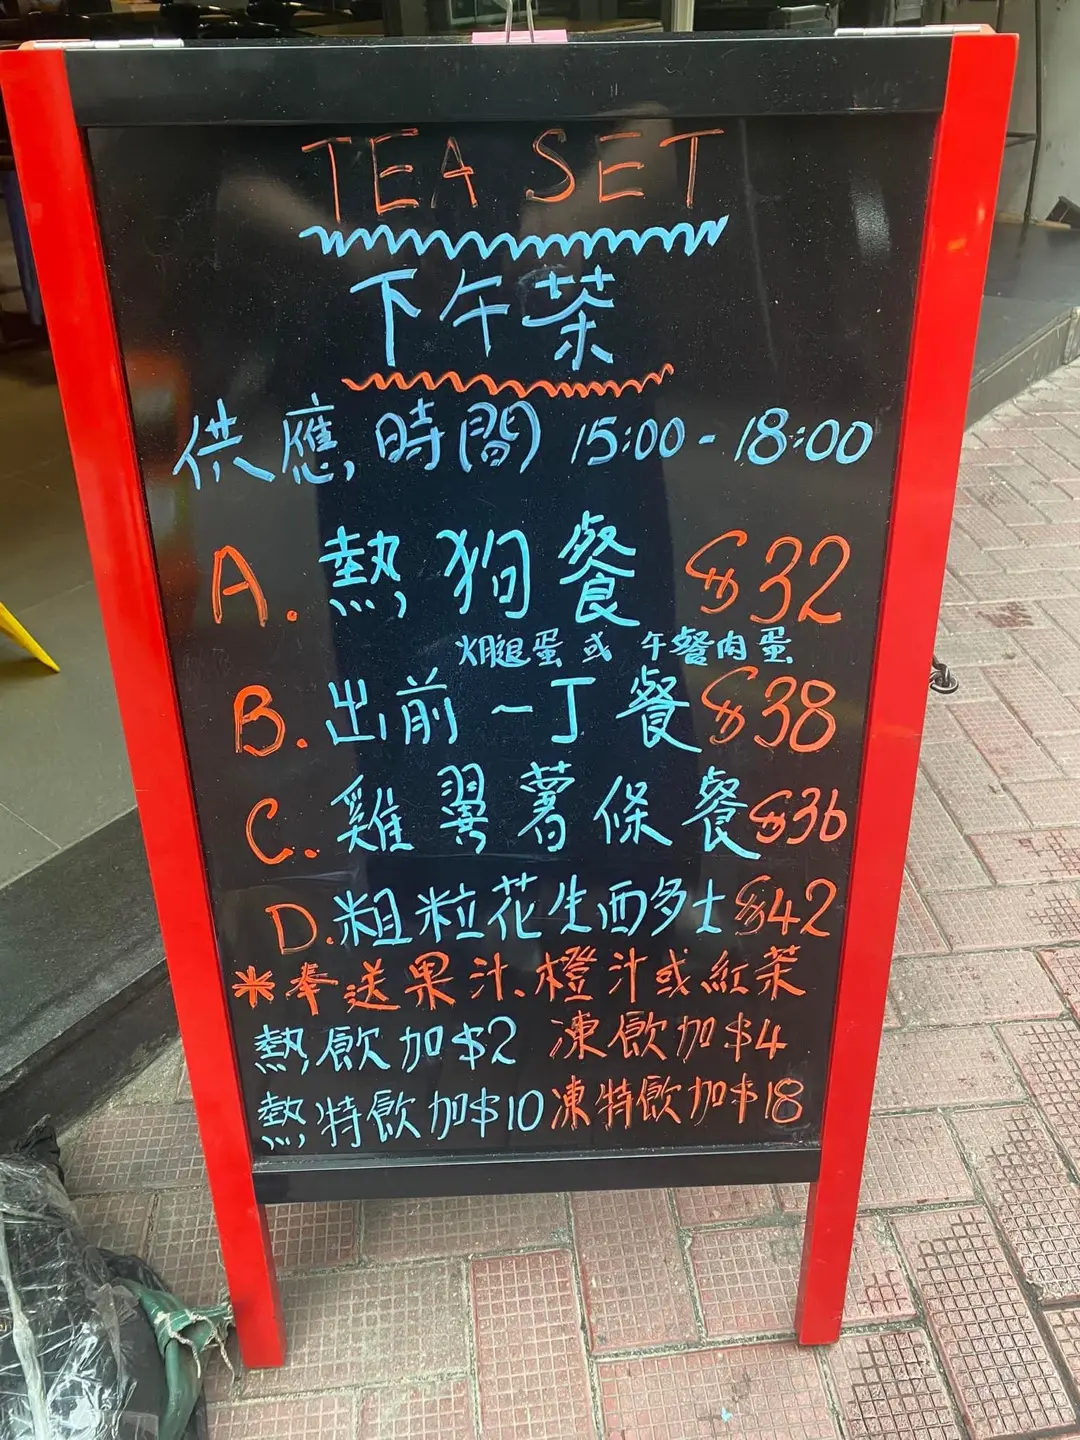 TEA SET
下午茶
供應時間 15:00 - 18:00
A. 熱狗餐 $32
火腿蛋 或 午餐肉蛋
B. 出前一丁餐 $38
C. 雞翼薯條餐 $36
D. 粗粒花生西多士 $42
* 奉送果汁、橙汁或紅茶
熱飲加$2 凍飲加$4
熱特飲加$10 凍特飲加$18